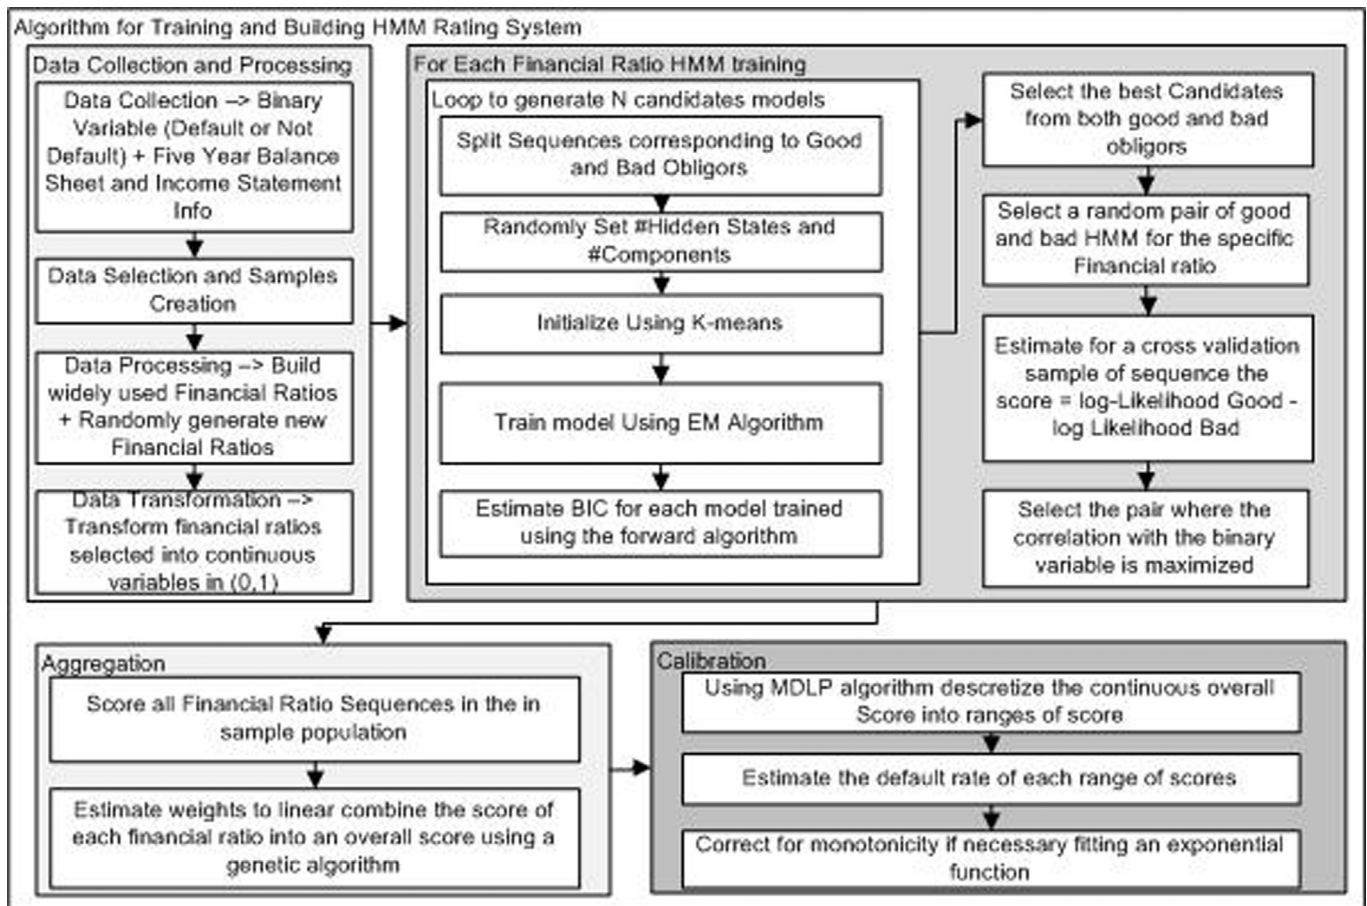 Algorithm for Training and Building HMM Rating System
Data Collection and Processing
Data Collection –> Binary
Variable (Default or Not
Default) + Five Year Balance
Sheet and Income Statement
Info
Data Selection and Samples
Creation
Data Processing –> Build
widely used Financial Ratios
+ Randomly generate new
Financial Ratios
Data Transformation –>
Transform financial ratios
selected into continuous
variables in (0,1)
For Each Financial Ratio HMM training
Loop to generate N candidates models
Split Sequences corresponding to Good
and Bad Obligors
Randomly Set #Hidden States and
#Components
Initialize Using K-means
Train model Using EM Algorithm
Estimate BIC for each model trained
using the forward algorithm
Select the best Candidates
from both good and bad
obligors
Select a random pair of good
and bad HMM for the specific
Financial ratio
Estimate for a cross validation
sample of sequence the
score = log-Likelihood Good -
log Likelihood Bad
Select the pair where the
correlation with the binary
variable is maximized
Aggregation
Score all Financial Ratio Sequences in the in
sample population
Estimate weights to linear combine the score of
each financial ratio into an overall score using a
genetic algorithm
Calibration
Using MDLP algorithm descretize the continuous overall
Score into ranges of score
Estimate the default rate of each range of scores
Correct for monotonicity if necessary fitting an exponential
function